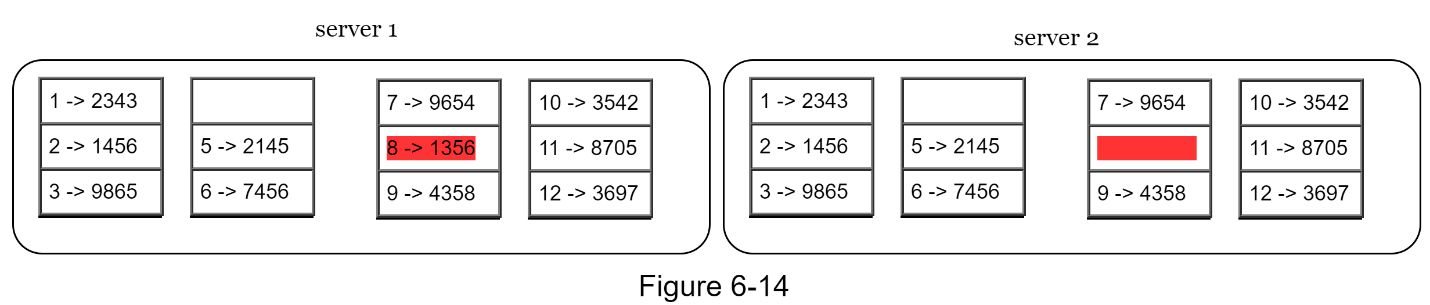 server 1
server 2
1 -> 2343
2 -> 1456
3 -> 9865
5 -> 2145
6 -> 7456
7 -> 9654
8 -> 1356
9 -> 4358
10 -> 3542
11 -> 8705
12 -> 3697
1 -> 2343
2 -> 1456
3 -> 9865
5 -> 2145
6 -> 7456
7 -> 9654
9 -> 4358
10 -> 3542
11 -> 8705
12 -> 3697
Figure 6-14